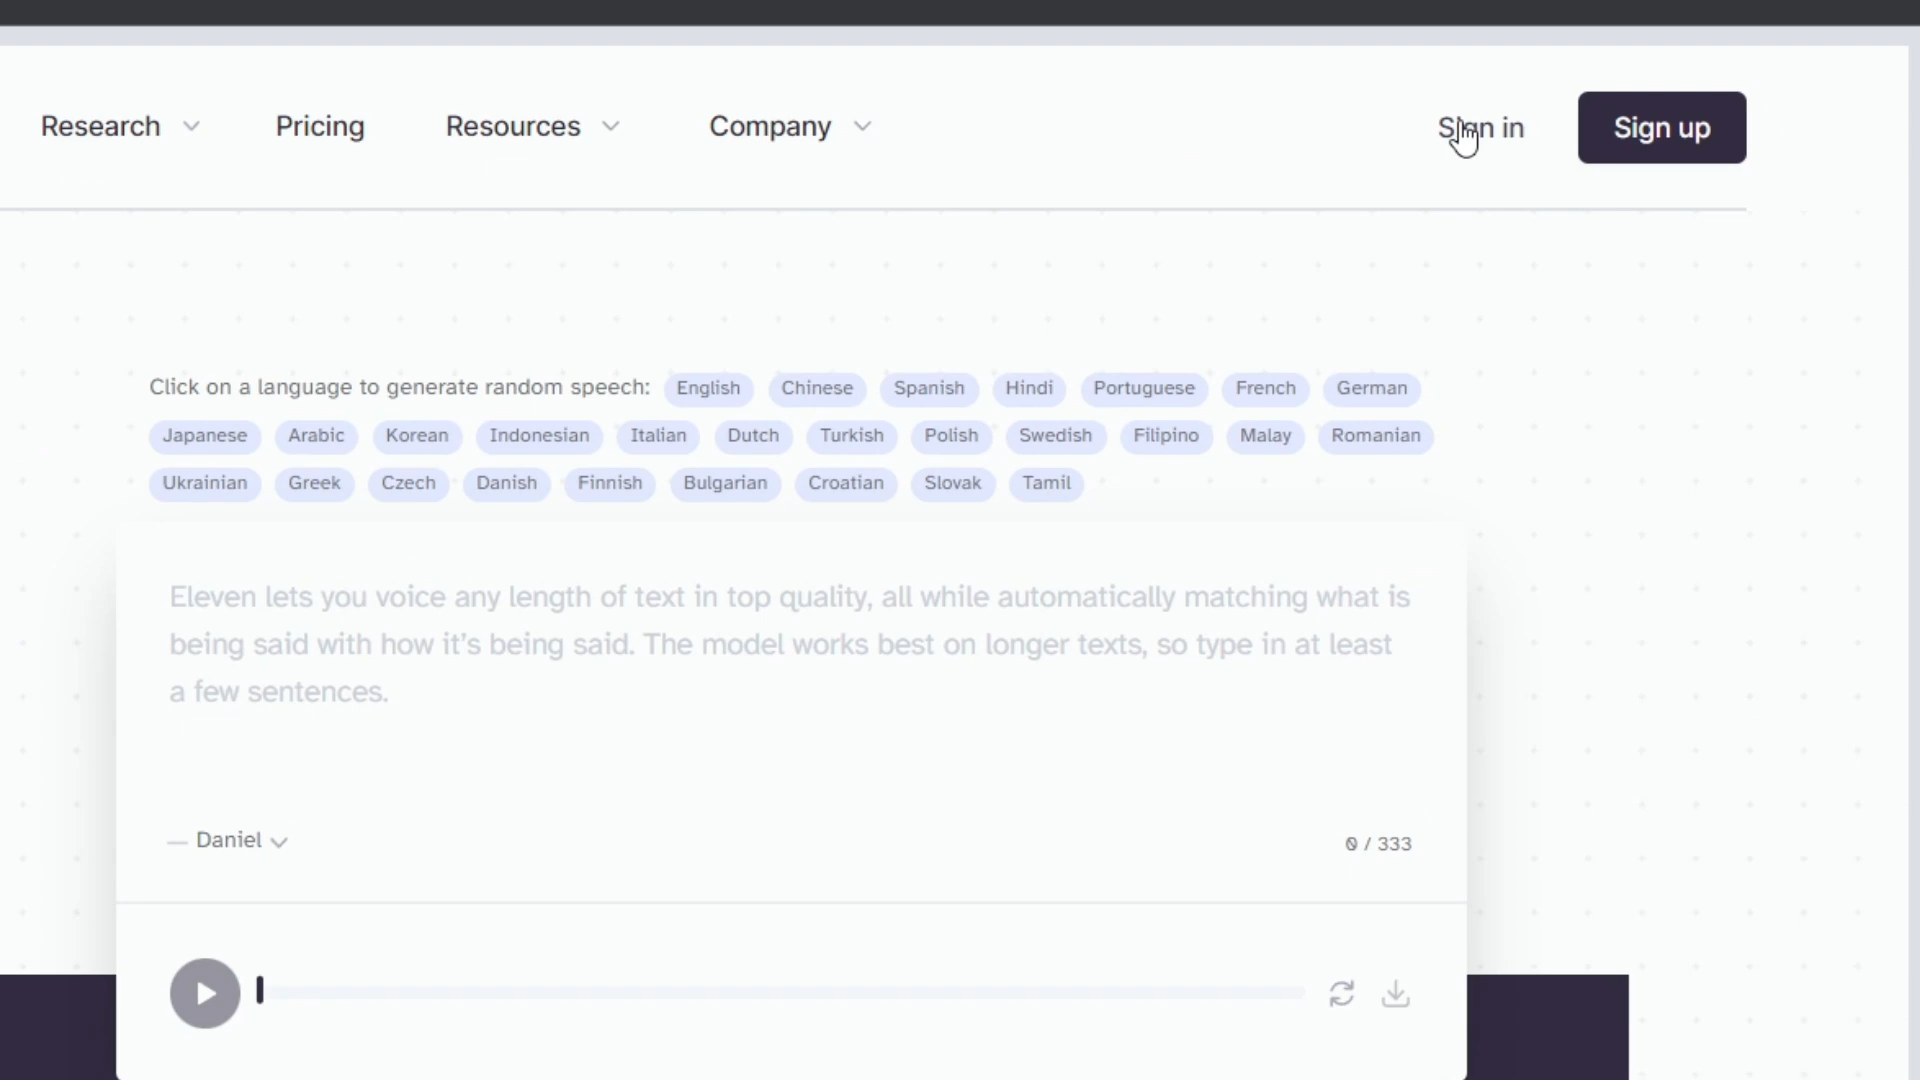 Research Pricing Resources Company Sign in Sign up
Click on a language to generate random speech: English Chinese Spanish Hindi Portuguese French German
Japanese Arabic Korean Indonesian Italian Dutch Turkish Polish Swedish Filipino Malay Romanian
Ukrainian Greek Czech Danish Finnish Bulgarian Croatian Slovak Tamil
Eleven lets you voice any length of text in top quality, all while automatically matching what is
being said with how it’s being said. The model works best on longer texts, so type in at least
a few sentences.
— Daniel 0 / 333